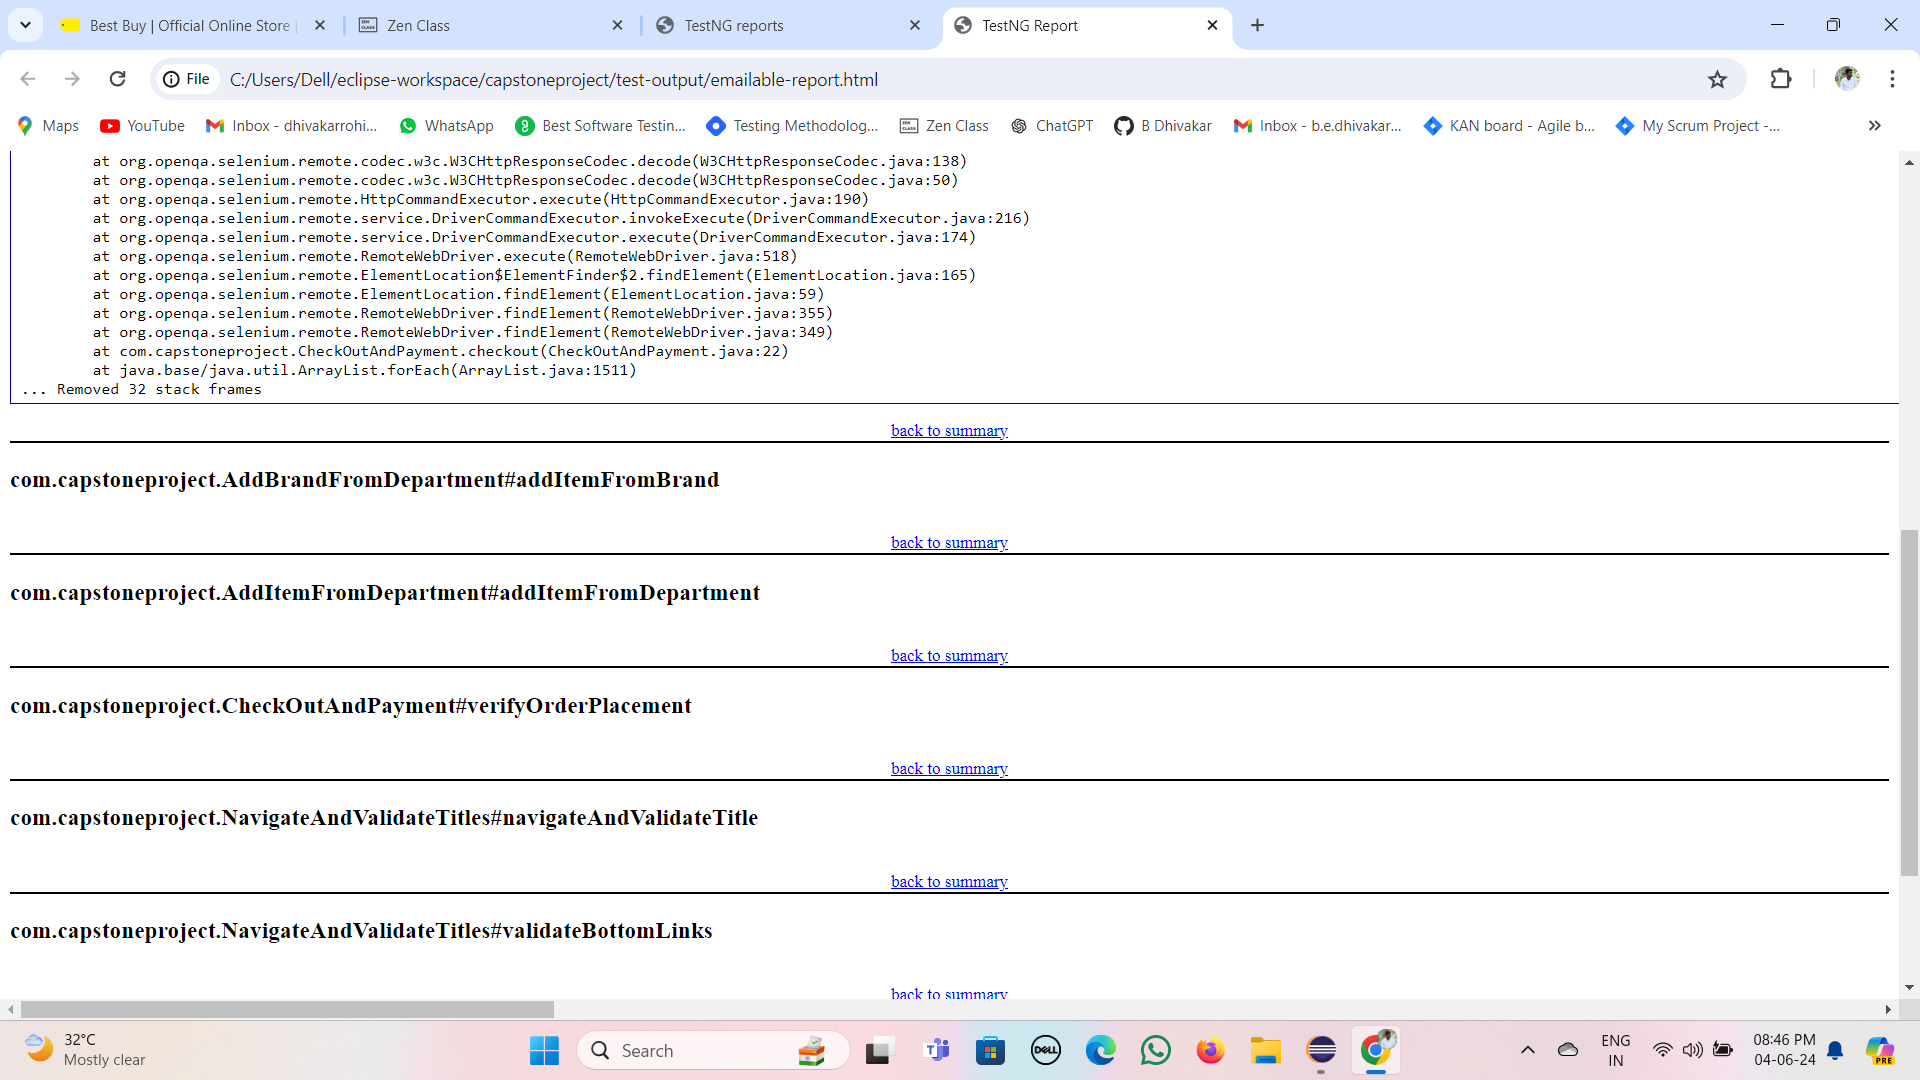 Best Buy | Official Online Store |
Zen Class
TestNG reports
TestNG Report
File
C:/Users/Dell/eclipse-workspace/capstoneproject/test-output/emailable-report.html
Maps
YouTube
Inbox - dhivakarrohi...
WhatsApp
Best Software Testin...
Testing Methodolog...
Zen Class
ChatGPT
B Dhivakar
Inbox - b.e.dhivakar...
KAN board - Agile b...
My Scrum Project -...
at org.openqa.selenium.remote.codec.w3c.W3CHttpResponseCodec.decode(W3CHttpResponseCodec.java:138)
at org.openqa.selenium.remote.codec.w3c.W3CHttpResponseCodec.decode(W3CHttpResponseCodec.java:50)
at org.openqa.selenium.remote.HttpCommandExecutor.execute(HttpCommandExecutor.java:190)
at org.openqa.selenium.remote.service.DriverCommandExecutor.invokeExecute(DriverCommandExecutor.java:216)
at org.openqa.selenium.remote.service.DriverCommandExecutor.execute(DriverCommandExecutor.java:174)
at org.openqa.selenium.remote.RemoteWebDriver.execute(RemoteWebDriver.java:518)
at org.openqa.selenium.remote.ElementLocation$ElementFinder$2.findElement(ElementLocation.java:165)
at org.openqa.selenium.remote.ElementLocation.findElement(ElementLocation.java:59)
at org.openqa.selenium.remote.RemoteWebDriver.findElement(RemoteWebDriver.java:355)
at org.openqa.selenium.remote.RemoteWebDriver.findElement(RemoteWebDriver.java:349)
at com.capstoneproject.CheckOutAndPayment.checkout(CheckOutAndPayment.java:22)
at java.base/java.util.ArrayList.forEach(ArrayList.java:1511)
... Removed 32 stack frames
back to summary
com.capstoneproject.AddBrandFromDepartment#addItemFromBrand
back to summary
com.capstoneproject.AddItemFromDepartment#addItemFromDepartment
back to summary
com.capstoneproject.CheckOutAndPayment#verifyOrderPlacement
back to summary
com.capstoneproject.NavigateAndValidateTitles#navigateAndValidateTitle
back to summary
com.capstoneproject.NavigateAndValidateTitles#validateBottomLinks
back to summary
32°C
Mostly clear
Search
DELL
ENG
IN
08:46 PM
04-06-24
PRE